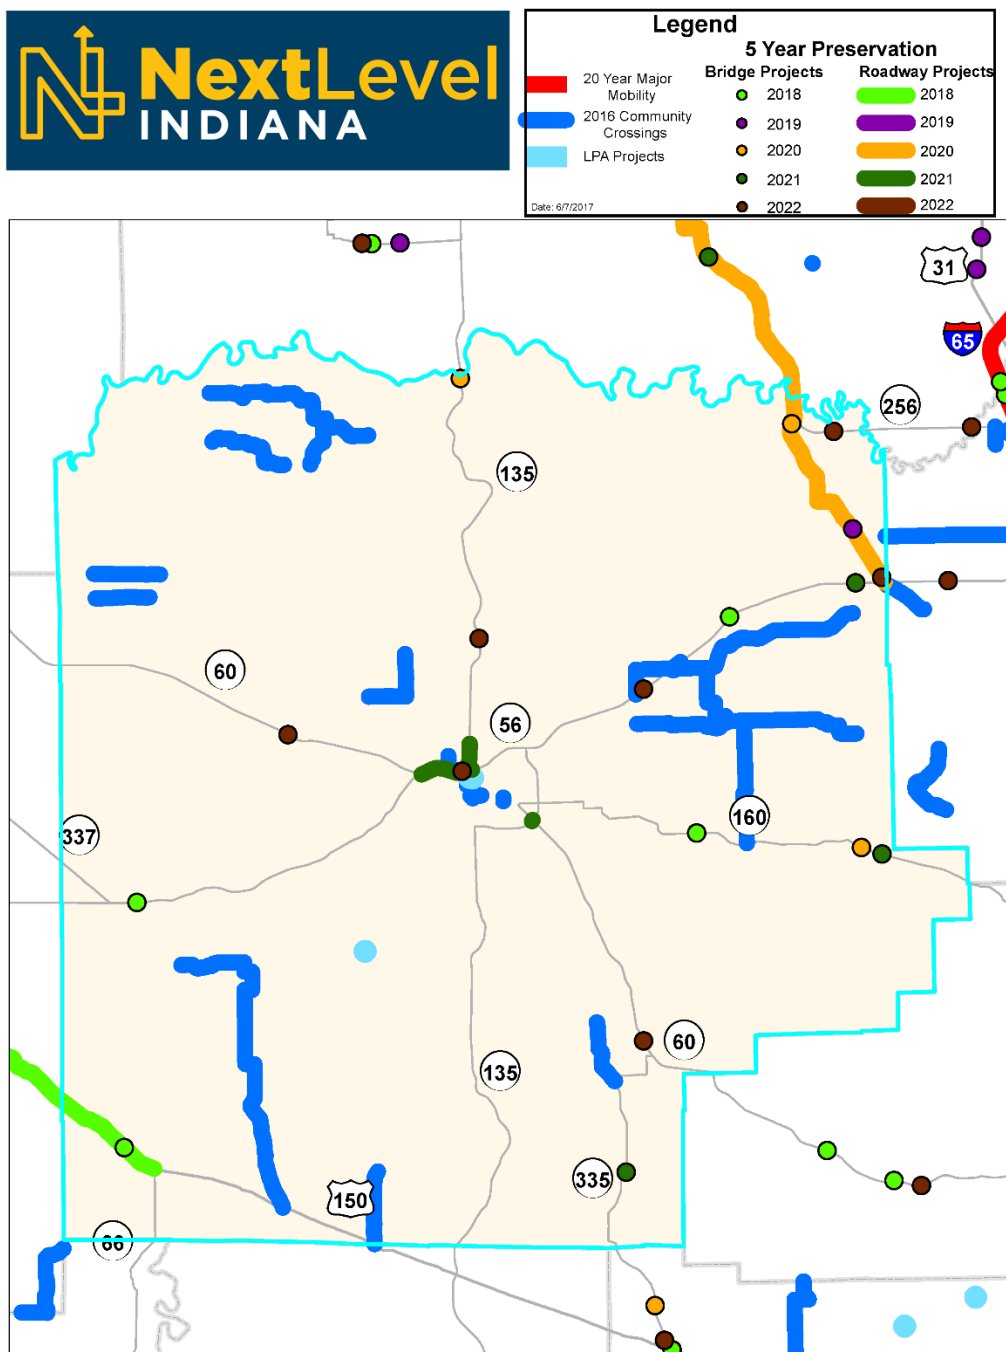 NextLevel
INDIANA
Legend
5 Year Preservation
Bridge Projects
Roadway Projects
20 Year Major
Mobility
2016 Community
Crossings
LPA Projects
2018
2019
2020
2021
2022
2018
2019
2020
2021
2022
Date: 6/7/2017
31
65
256
135
60
56
337
160
135
60
335
150
66